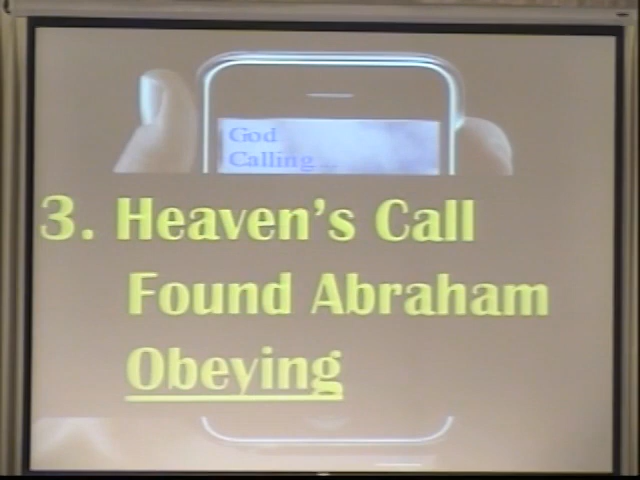 God
Calling...
3. Heaven's Call
Found Abraham
Obeying